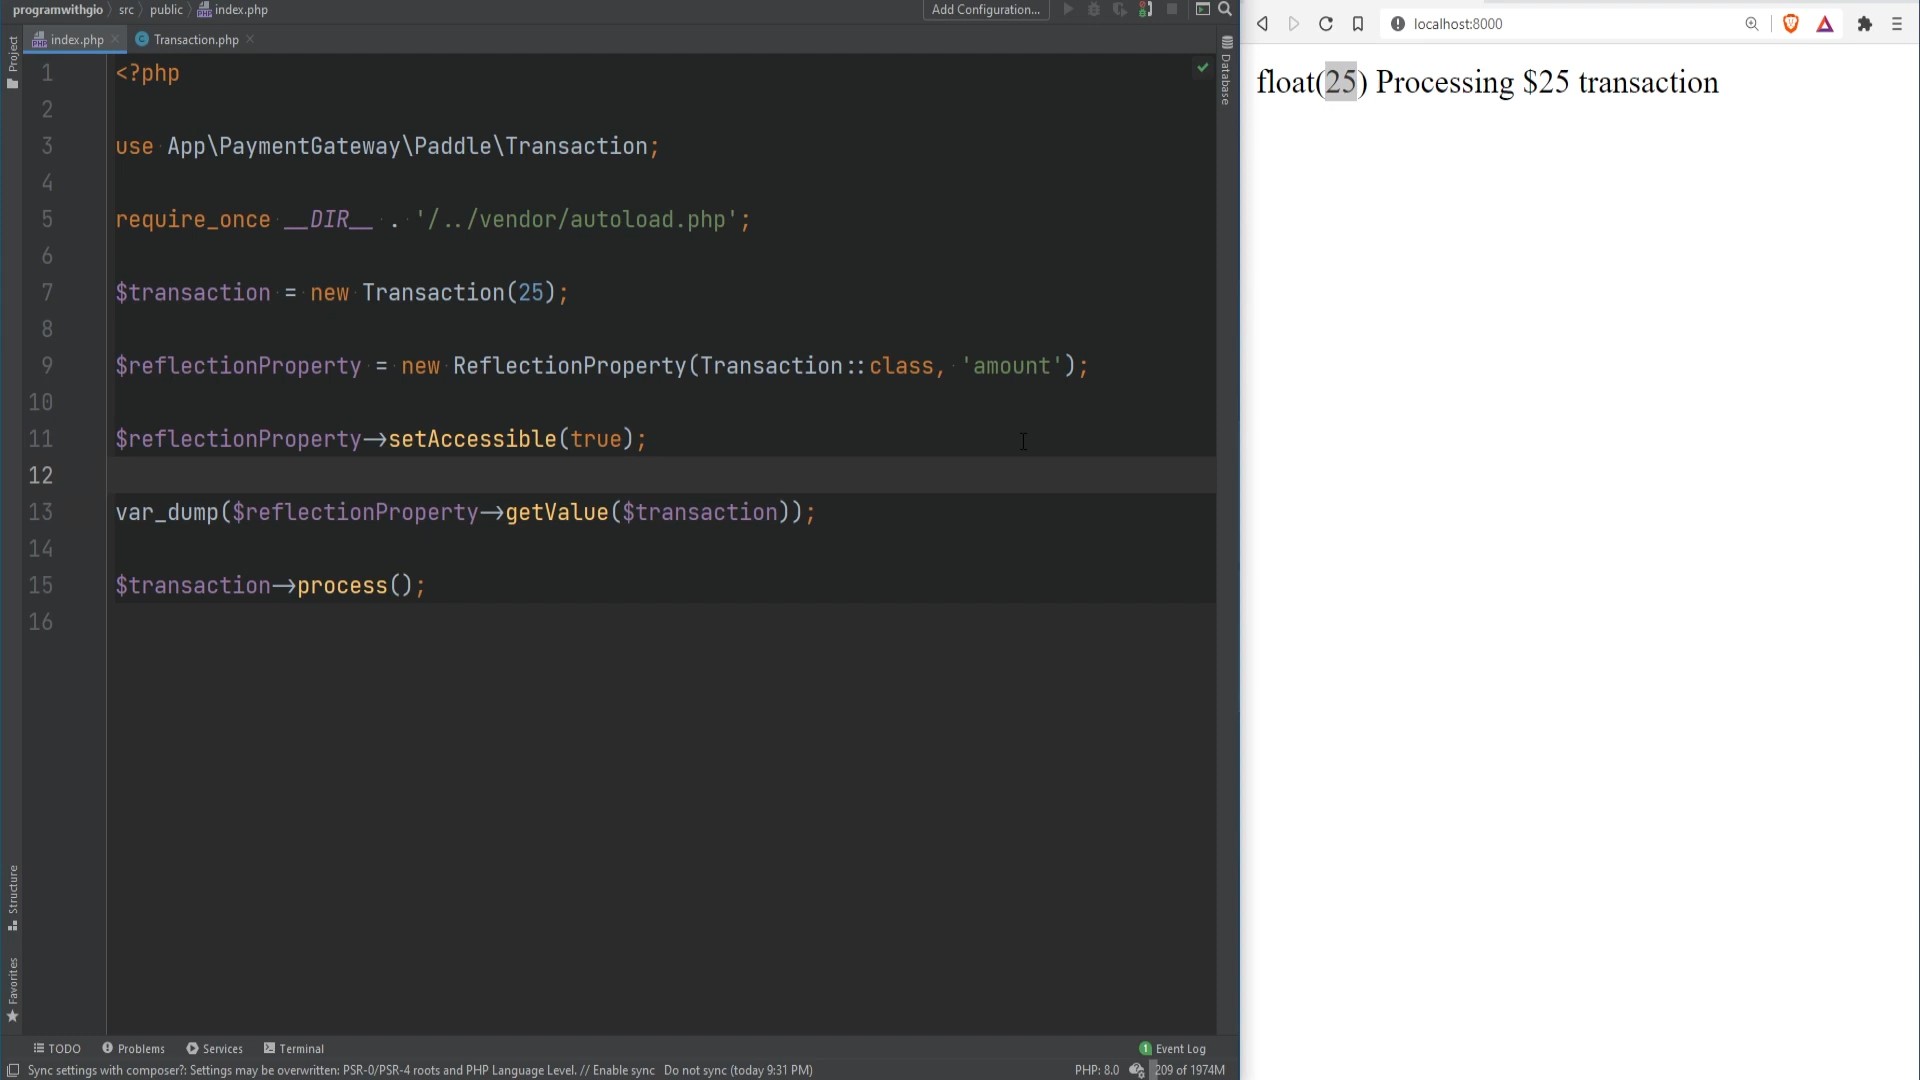 programwithgio src public index.php
Add Configuration...
localhost:8000
index.php
Transaction.php
Project
Database
1 <?php
2
3 use App\PaymentGateway\Paddle\Transaction;
4
5 require_once __DIR__ . '/../vendor/autoload.php';
6
7 $transaction = new Transaction(25);
8
9 $reflectionProperty = new ReflectionProperty(Transaction::class, 'amount');
10
11 $reflectionProperty->setAccessible(true);
12
13 var_dump($reflectionProperty->getValue($transaction));
14
15 $transaction->process();
16
float(25) Processing $25 transaction
Structure
Favorites
TODO Problems Services Terminal
1 Event Log
Sync settings with composer?: Settings may be overwritten: PSR-0/PSR-4 roots and PHP Language Level. // Enable sync Do not sync (today 9:31 PM)
PHP: 8.0
209 of 1974M